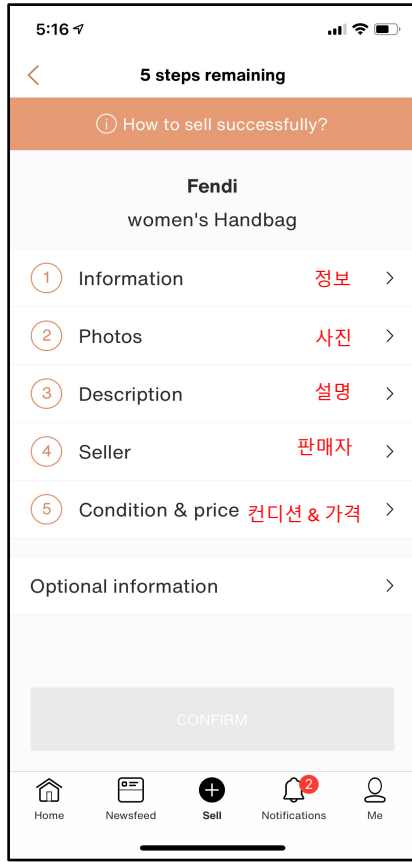 5:16
5 steps remaining
How to sell successfully?
Fendi
women's Handbag
1 Information 정보
2 Photos 사진
3 Description 설명
4 Seller 판매자
5 Condition & price 컨디션 & 가격
Optional information
CONFIRM
2
Home Newsfeed Sell Notifications Me